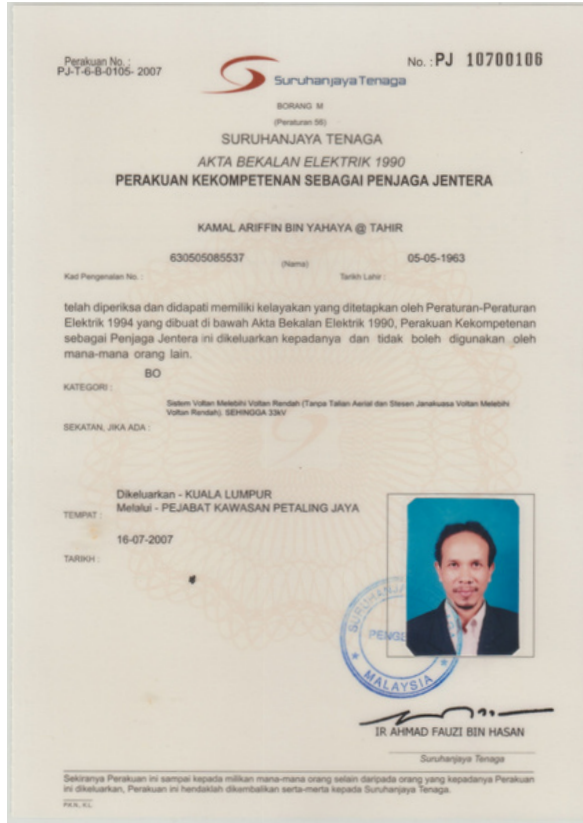 Perakuan No. :
PJ-T-6-B-0105- 2007
No. : PJ 10700106
Suruhanjaya Tenaga
BORANG M
(Peraturan 56)
SURUHANJAYA TENAGA
AKTA BEKALAN ELEKTRIK 1990
PERAKUAN KEKOMPETENAN SEBAGAI PENJAGA JENTERA
KAMAL ARIFFIN BIN YAHAYA @ TAHIR
630505085537
(Nama)
05-05-1963
Kad Pengenalan No. :
Tarikh Lahir :
telah diperiksa dan didapati memiliki kelayakan yang ditetapkan oleh Peraturan-Peraturan
Elektrik 1994 yang dibuat di bawah Akta Bekalan Elektrik 1990, Perakuan Kekompetenan
sebagai Penjaga Jentera ini dikeluarkan kepadanya dan tidak boleh digunakan oleh
mana-mana orang lain.
BO
KATEGORI :
Sistem Voltan Melebihi Voltan Rendah (Tanpa Talian Aerial dan Stesen Janakuasa Voltan Melebihi
Voltan Rendah). SEHINGGA 33kV
SEKATAN, JIKA ADA :
Dikeluarkan - KUALA LUMPUR
TEMPAT :
Melalui - PEJABAT KAWASAN PETALING JAYA
16-07-2007
TARIKH :
MALAYSIA
IR AHMAD FAUZI BIN HASAN
Suruhanjaya Tenaga
Sekiranya Perakuan ini sampai kepada milikan mana-mana orang selain daripada orang yang kepadanya Perakuan
ini dikeluarkan, Perakuan ini hendaklah dikembalikan serta-merta kepada Suruhanjaya Tenaga.